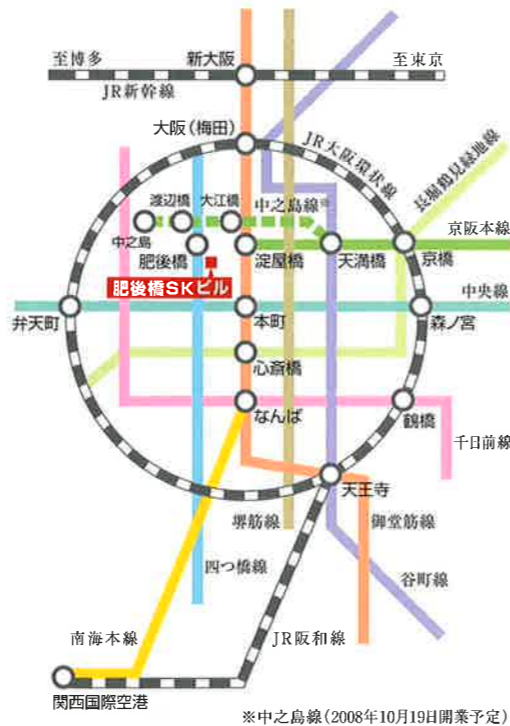 至博多
新大阪
至東京
JR新幹線
大阪(梅田)
JR大阪環状線
長堀鶴見緑地線
渡辺橋
大江橋
中之島線※
中之島
肥後橋
淀屋橋
天満橋
京橋
京阪本線
肥後橋SKビル
中央線
弁天町
本町
森ノ宮
心斎橋
なんば
鶴橋
千日前線
天王寺
堺筋線
御堂筋線
四つ橋線
谷町線
南海本線
JR阪和線
関西国際空港
※中之島線(2008年10月19日開業予定)